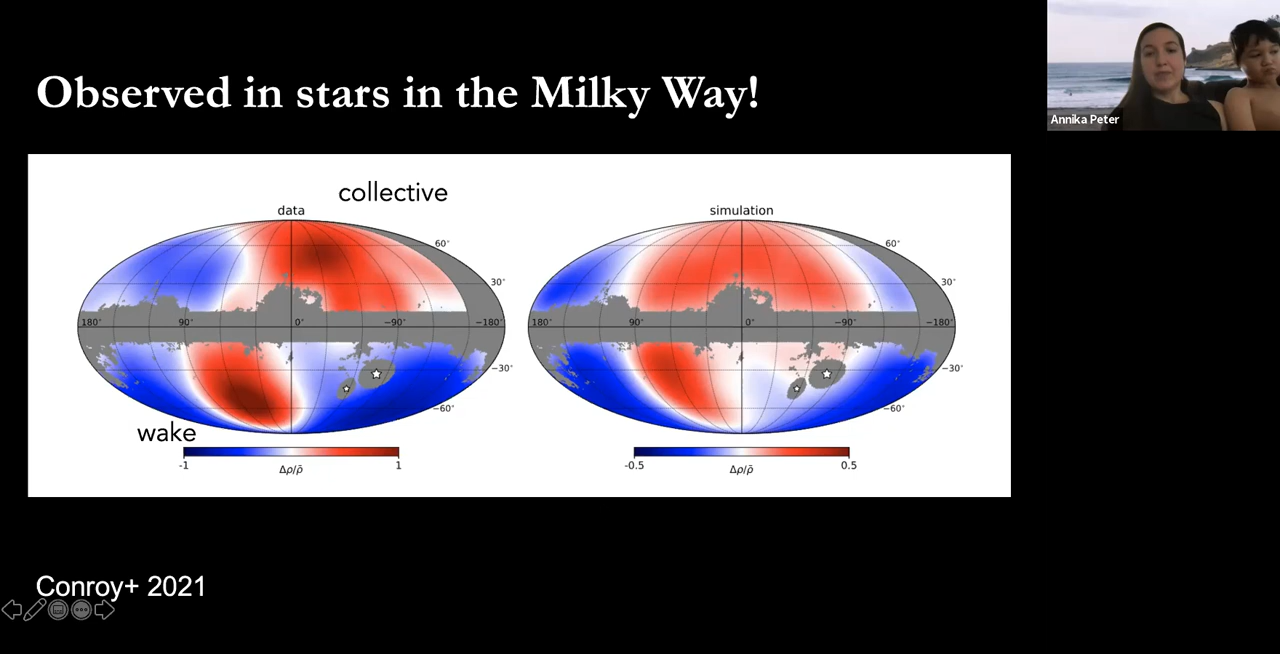 Observed in stars in the Milky Way!
Annika Peter
collective
data
simulation
60°
30°
180°
90°
0°
−90°
−180°
−30°
−60°
60°
30°
180°
90°
0°
−90°
−180°
−30°
−60°
wake
-1
Δρ/ρ̄
1
-0.5
Δρ/ρ̄
0.5
Conroy+ 2021